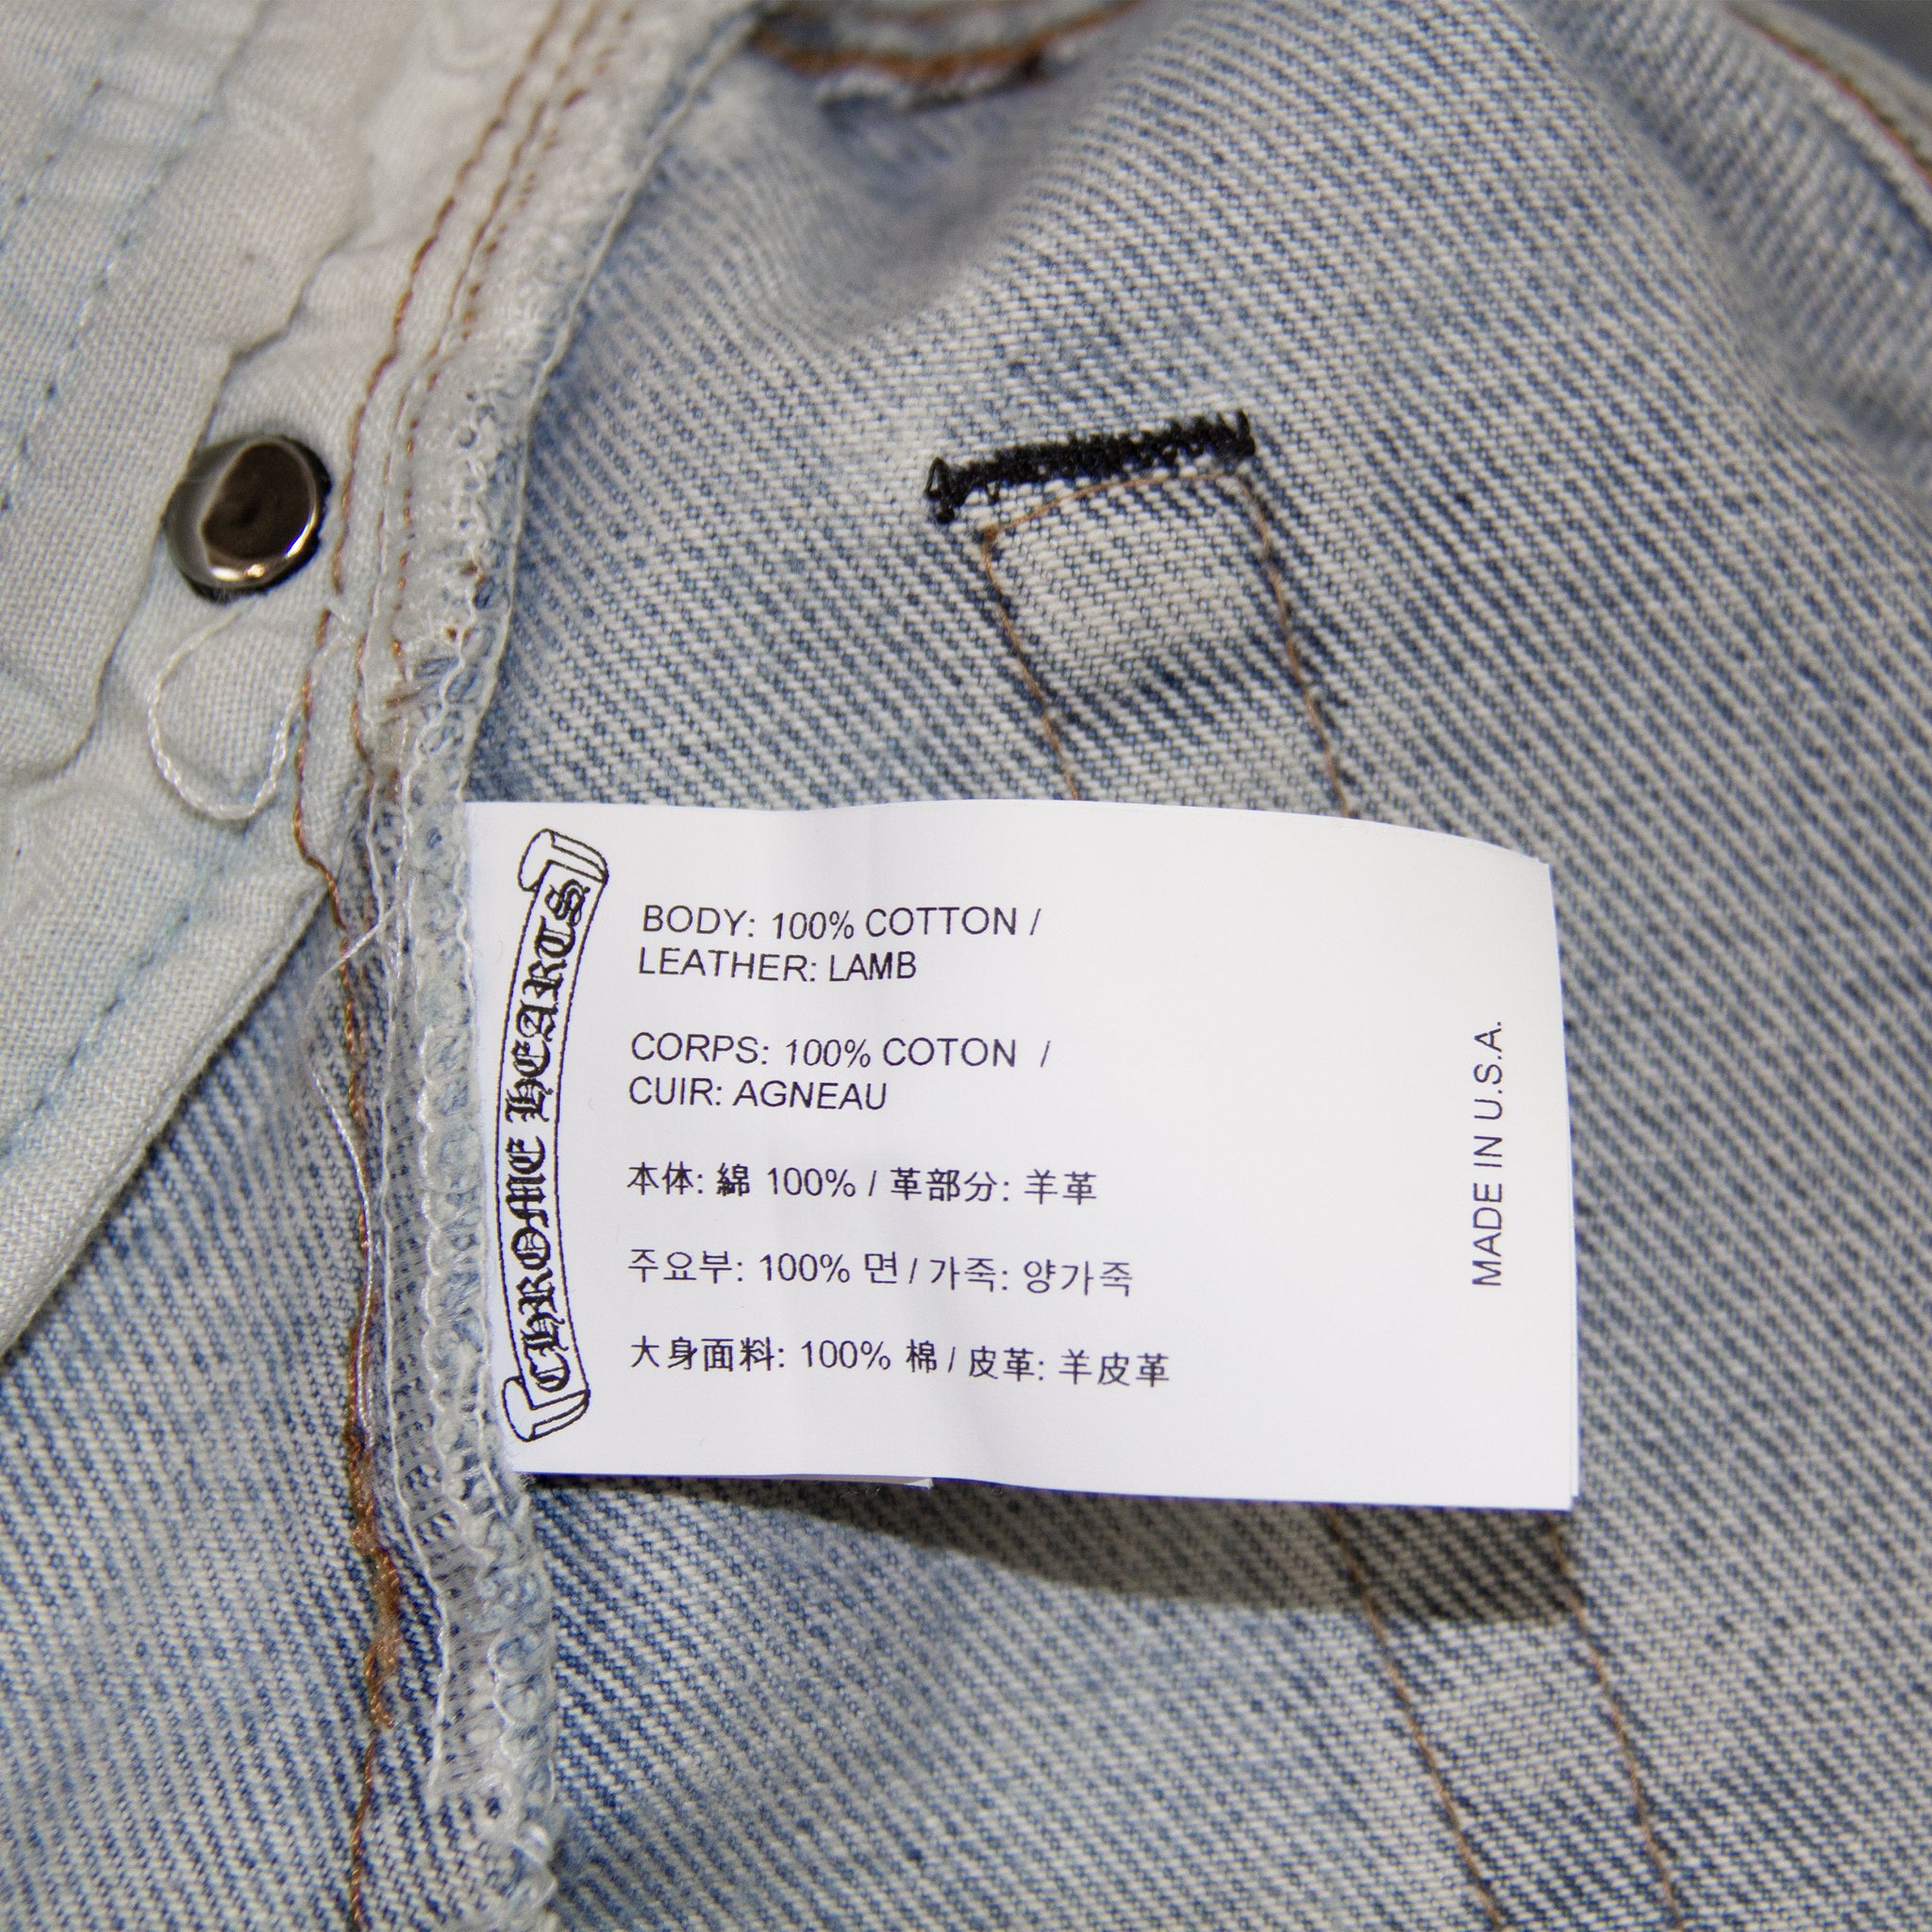 CHROME HEARTS
BODY: 100% COTTON /
LEATHER: LAMB
CORPS: 100% COTON /
CUIR: AGNEAU
本体: 綿 100% / 革部分: 羊革
주요부: 100% 면 / 가죽: 양가죽
大身面料: 100% 棉 / 皮革: 羊皮革
MADE IN U.S.A.